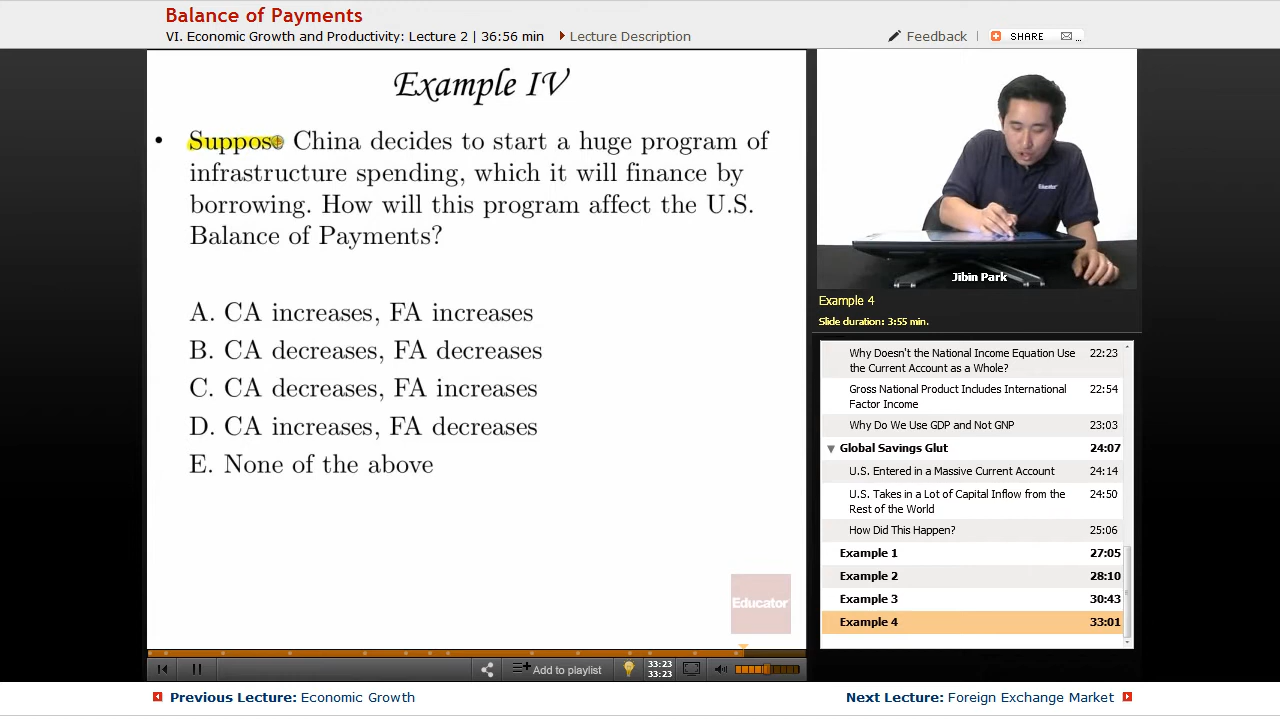 Balance of Payments
VI. Economic Growth and Productivity: Lecture 2 | 36:56 min
Lecture Description
Feedback
SHARE
Example IV
• Suppose China decides to start a huge program of
infrastructure spending, which it will finance by
borrowing. How will this program affect the U.S.
Balance of Payments?
A. CA increases, FA increases
B. CA decreases, FA decreases
C. CA decreases, FA increases
D. CA increases, FA decreases
E. None of the above
Educator
Add to playlist
33:23
33:23
Educator
Jibin Park
Example 4
Slide duration: 3:55 min.
Why Doesn't the National Income Equation Use 22:23
the Current Account as a Whole?
Gross National Product Includes International 22:54
Factor Income
Why Do We Use GDP and Not GNP 23:03
Global Savings Glut 24:07
U.S. Entered in a Massive Current Account 24:14
U.S. Takes in a Lot of Capital Inflow from the 24:50
Rest of the World
How Did This Happen? 25:06
Example 1 27:05
Example 2 28:10
Example 3 30:43
Example 4 33:01
Previous Lecture: Economic Growth
Next Lecture: Foreign Exchange Market